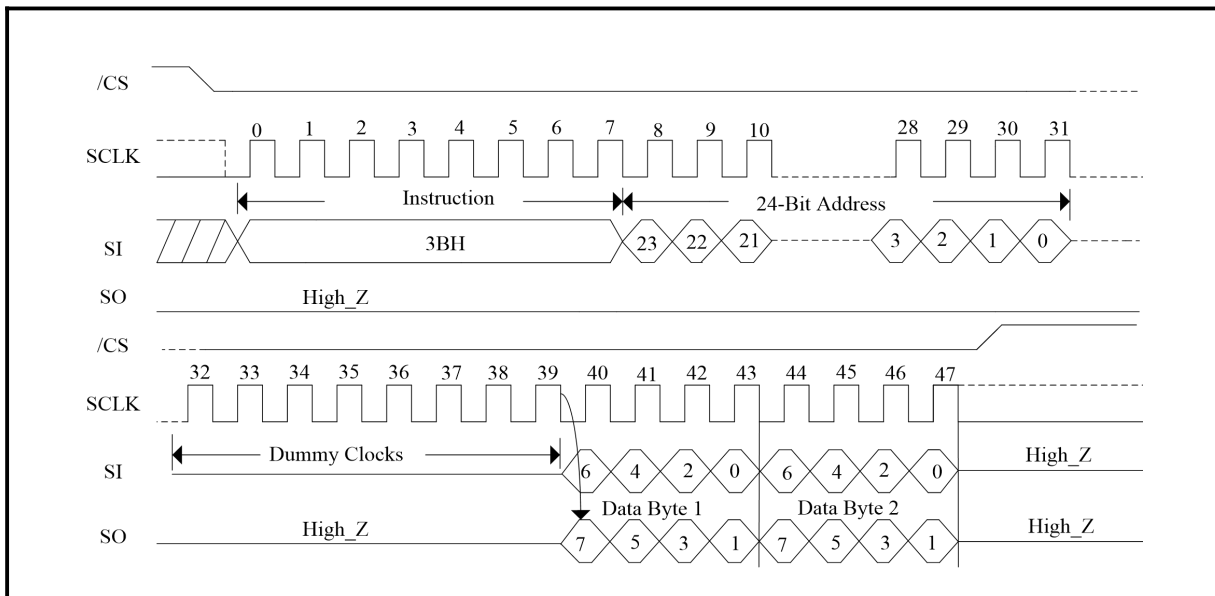 /CS
0 1 2 3 4 5 6 7 8 9 10 28 29 30 31
SCLK
Instruction 24-Bit Address
SI 3BH 23 22 21 3 2 1 0
SO High_Z
/CS
32 33 34 35 36 37 38 39 40 41 42 43 44 45 46 47
SCLK
Dummy Clocks
SI 6 4 2 0 6 4 2 0 High_Z
Data Byte 1 Data Byte 2
SO High_Z 7 5 3 1 7 5 3 1 High_Z